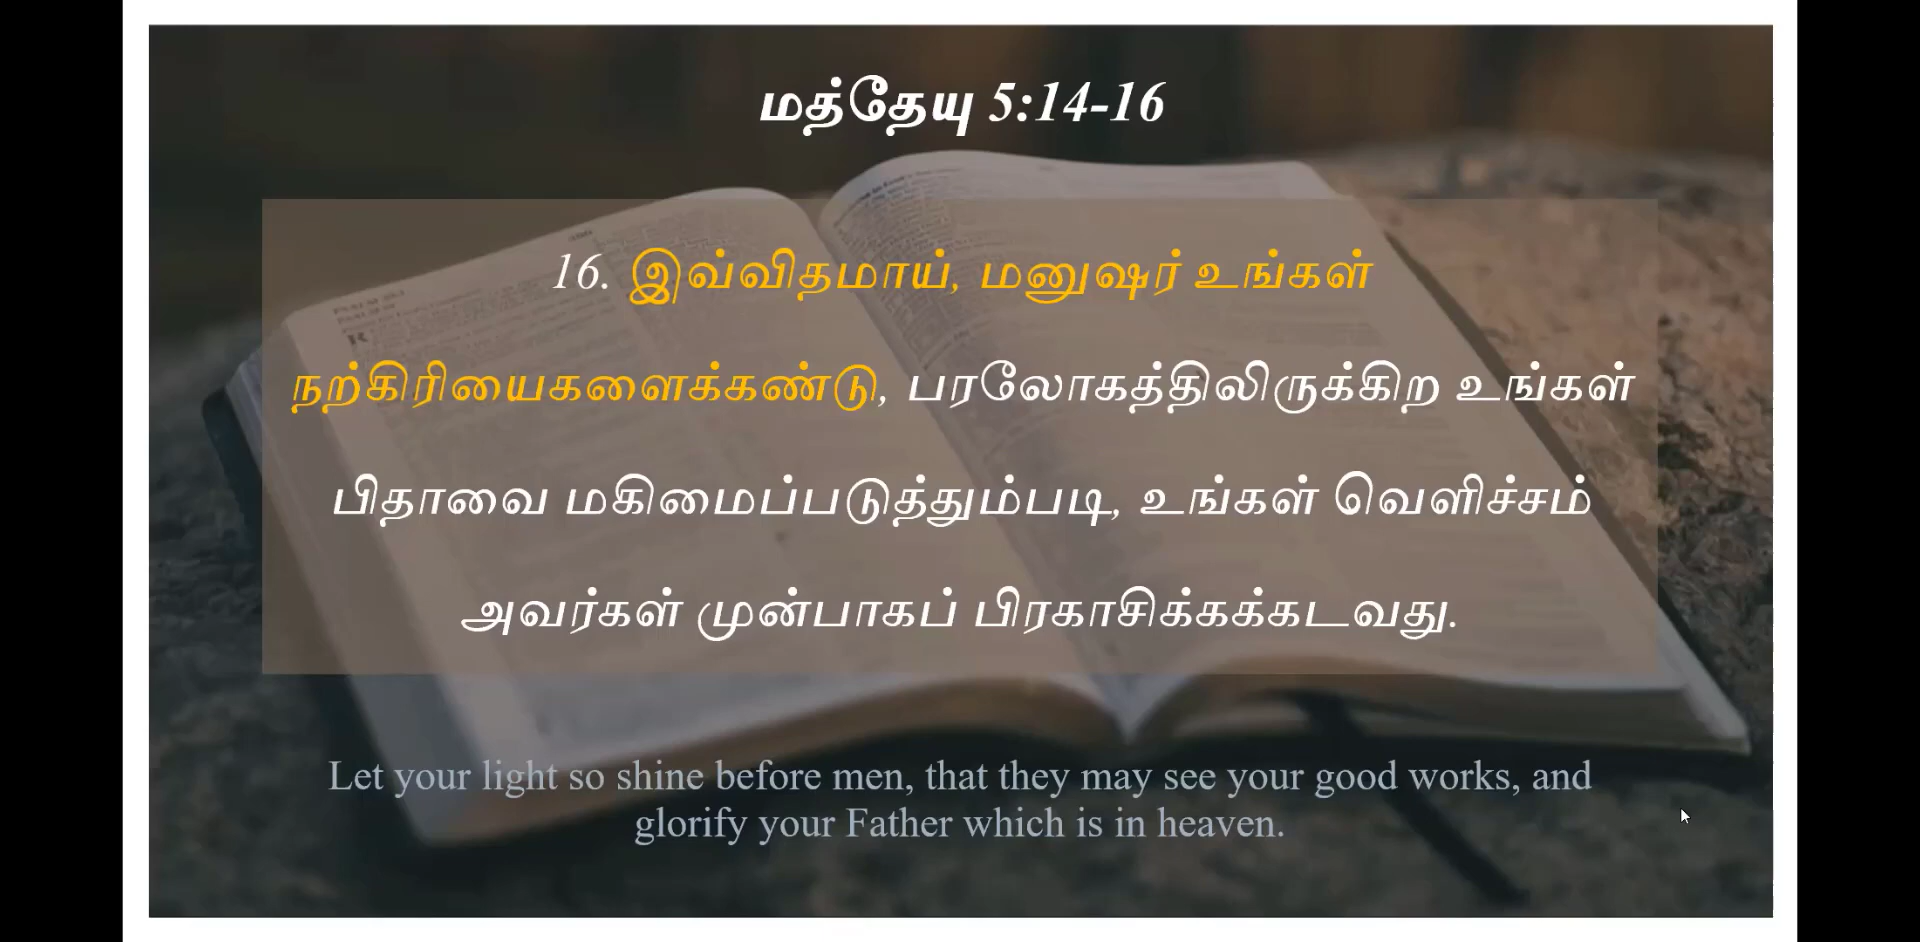 மத்தேயு 5:14-16
16. இவ்விதமாய், மனுஷர் உங்கள்
நற்கிரியைகளைக்கண்டு, பரலோகத்திலிருக்கிற உங்கள்
பிதாவை மகிமைப்படுத்தும்படி, உங்கள் வெளிச்சம்
அவர்கள் முன்பாகப் பிரகாசிக்கக்கடவது.
Let your light so shine before men, that they may see your good works, and
glorify your Father which is in heaven.